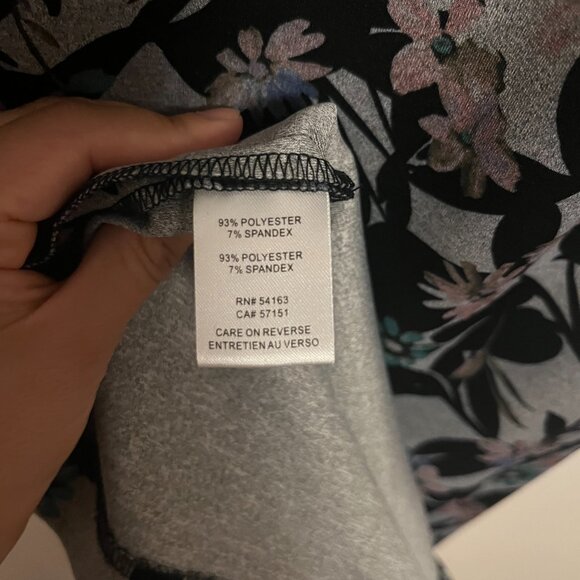 93% POLYESTER
7% SPANDEX
93% POLYESTER
7% SPANDEX
RN# 54163
CA# 57151
CARE ON REVERSE
ENTRETIEN AU VERSO